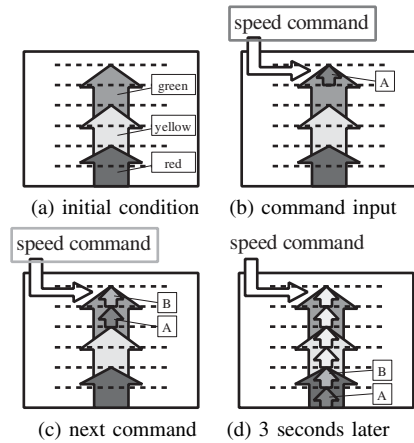 speed command
green
yellow
red
A
(a) initial condition
(b) command input
speed command
speed command
B
A
B
A
(c) next command
(d) 3 seconds later